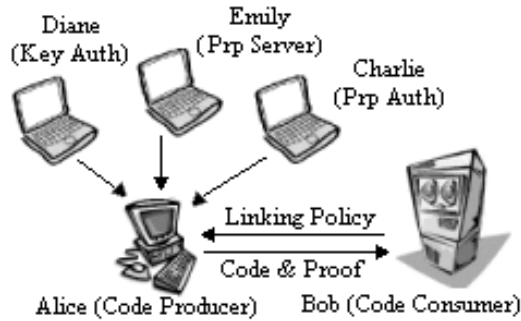 Diane
(Key Auth)
Emily
(Prp Server)
Charlie
(Prp Auth)
Linking Policy
Code & Proof
Alice (Code Producer)
Bob (Code Consumer)